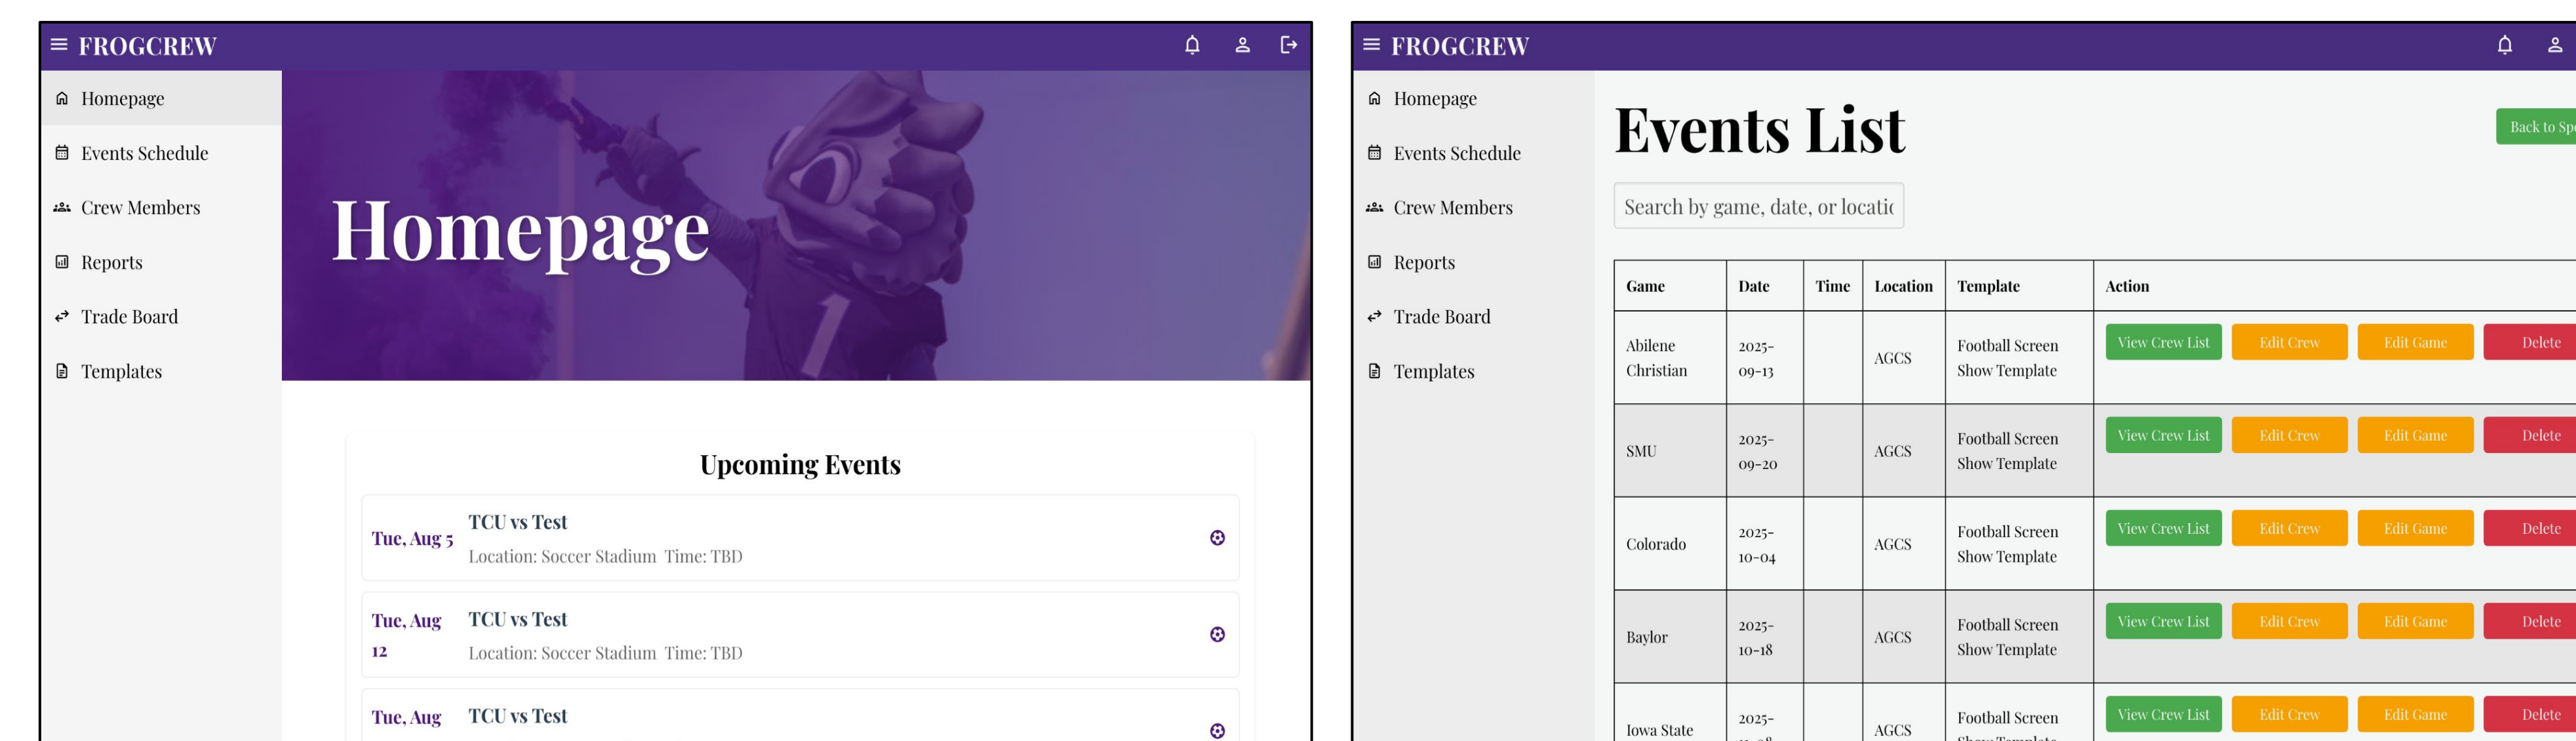 FROGCREW
Homepage
Events Schedule
Crew Members
Reports
Trade Board
Templates
Homepage
1
Upcoming Events
Tue, Aug 5
TCU vs Test
Location: Soccer Stadium Time: TBD
Tue, Aug
12
TCU vs Test
Location: Soccer Stadium Time: TBD
Tue, Aug
TCU vs Test
FROGCREW
Homepage
Events Schedule
Crew Members
Reports
Trade Board
Templates
Events List
Back to
Search by game, date, or
Game Date Time Location Template Action
Abilene
Christian
2025-
09-13
AGCS
Football Screen
Show Template
View Crew List Edit Crew Edit Game Delete
SMU
2025-
09-20
AGCS
Football Screen
Show Template
View Crew List Edit Crew Edit Game Delete
Colorado
2025-
10-04
AGCS
Football Screen
Show Template
View Crew List Edit Crew Edit Game Delete
Baylor
2025-
10-18
AGCS
Football Screen
Show Template
View Crew List Edit Crew Edit Game Delete
Iowa State
2025-
AGCS
Football Screen
View Crew List Edit Crew Edit Game Delete